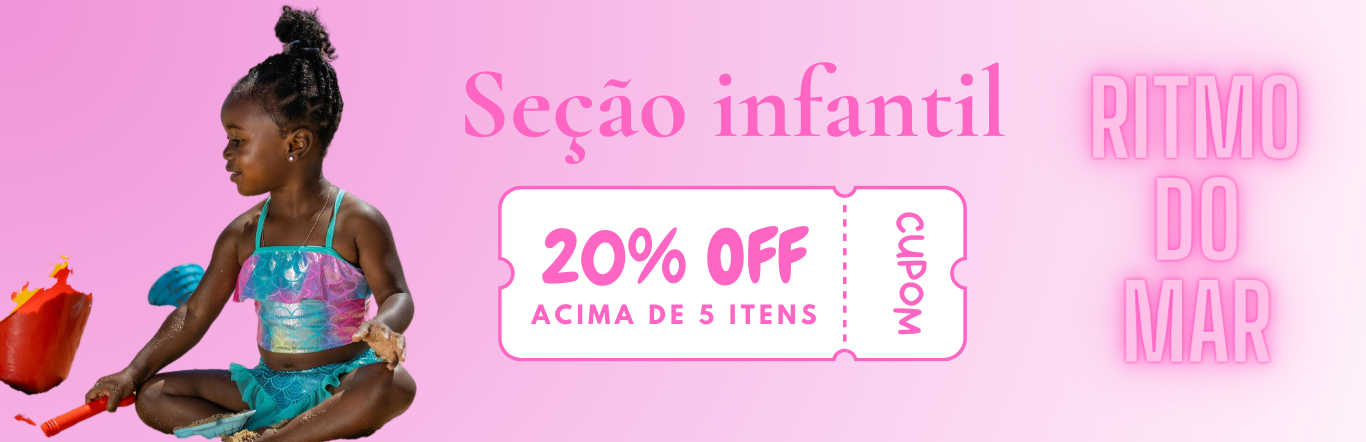 Seção infantil
20% OFF
ACIMA DE 5 ITENS
CUPOM
RITMO
DO
MAR